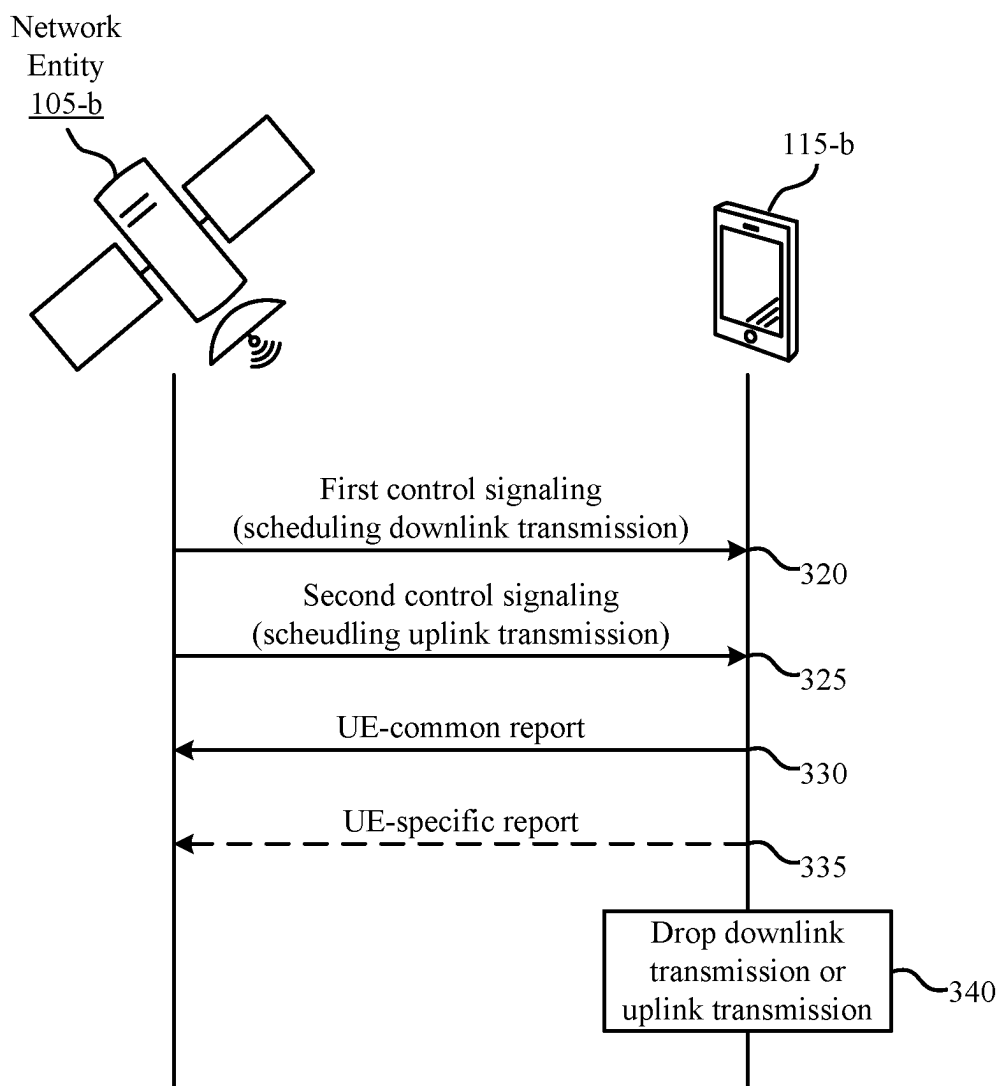 Network
Entity
105-b
115-b
First control signaling
(scheduling downlink transmission)
320
Second control signaling
(scheudling uplink transmission)
325
UE-common report
330
UE-specific report
335
Drop downlink
transmission or
uplink transmission
340